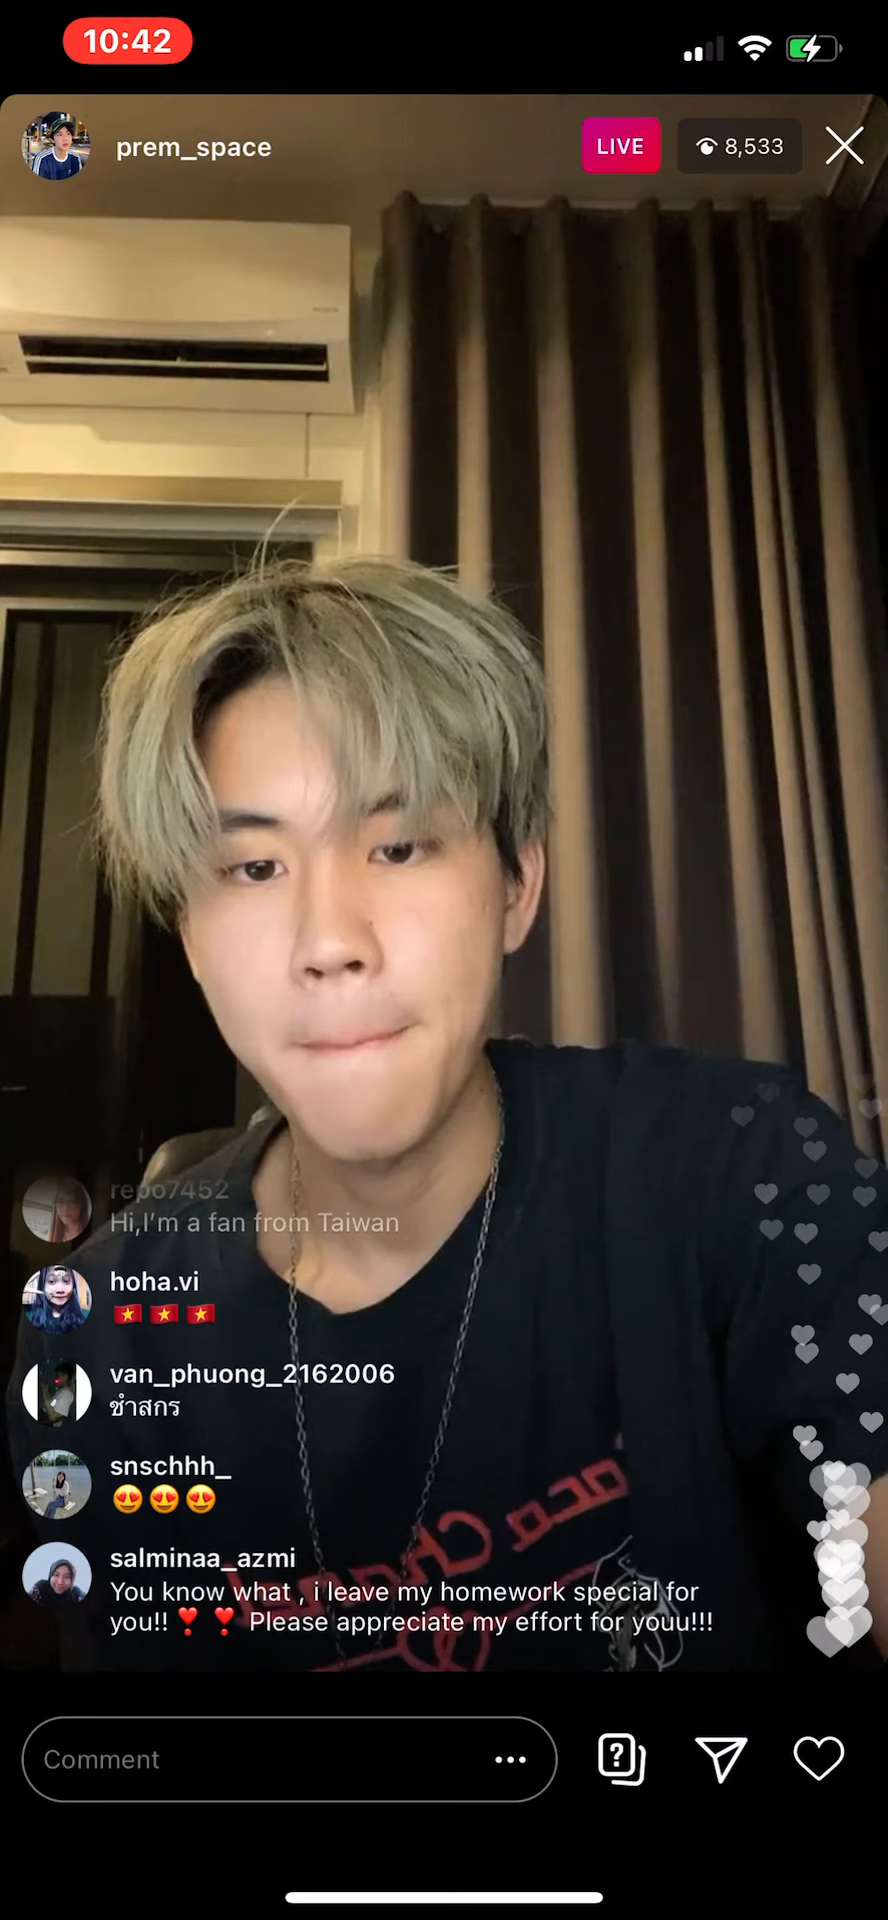 10:42
prem_space
LIVE
8,533
repo7452
Hi,I'm a fan from Taiwan
hoha.vi
🇻🇳 🇻🇳 🇻🇳
van_phuong_2162006
ชำสกร
snschhh_
😍😍😍
salminaa_azmi
You know what , i leave my homework special for
you!! ❣️ ❣️ Please appreciate my effort for youu!!!
Comment